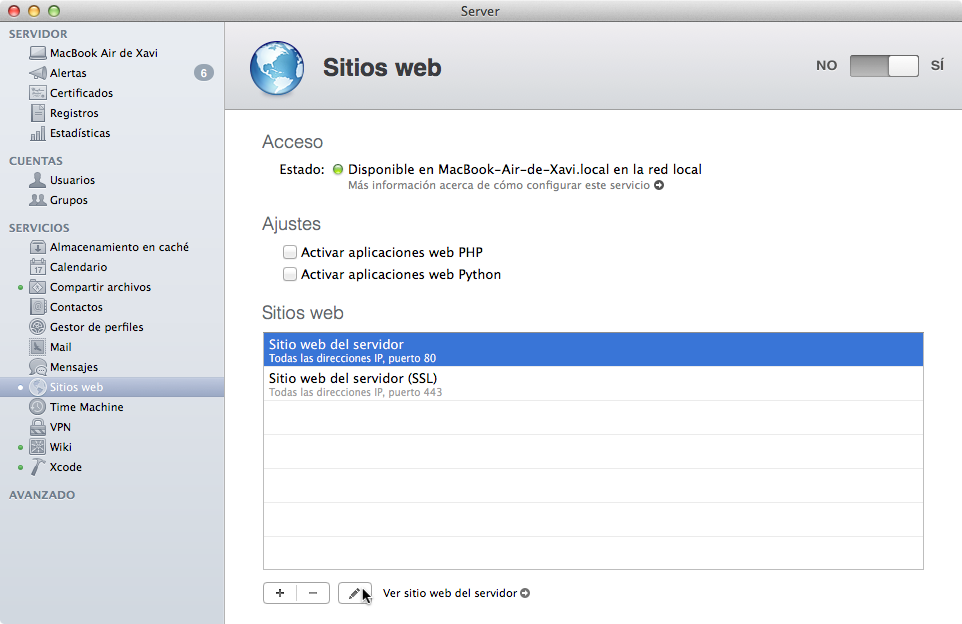 Server
SERVIDOR
MacBook Air de Xavi
Alertas
6
Certificados
Registros
Estadísticas
CUENTAS
Usuarios
Grupos
SERVICIOS
Almacenamiento en caché
17
Calendario
Compartir archivos
Contactos
Gestor de perfiles
Mail
Mensajes
Sitios web
Time Machine
VPN
Wiki
Xcode
AVANZADO
Sitios web
NO
SÍ
Acceso
Estado: Disponible en MacBook-Air-de-Xavi.local en la red local
Más información acerca de cómo configurar este servicio
Ajustes
Activar aplicaciones web PHP
Activar aplicaciones web Python
Sitios web
Sitio web del servidor
Todas las direcciones IP, puerto 80
Sitio web del servidor (SSL)
Todas las direcciones IP, puerto 443
+ −
Ver sitio web del servidor